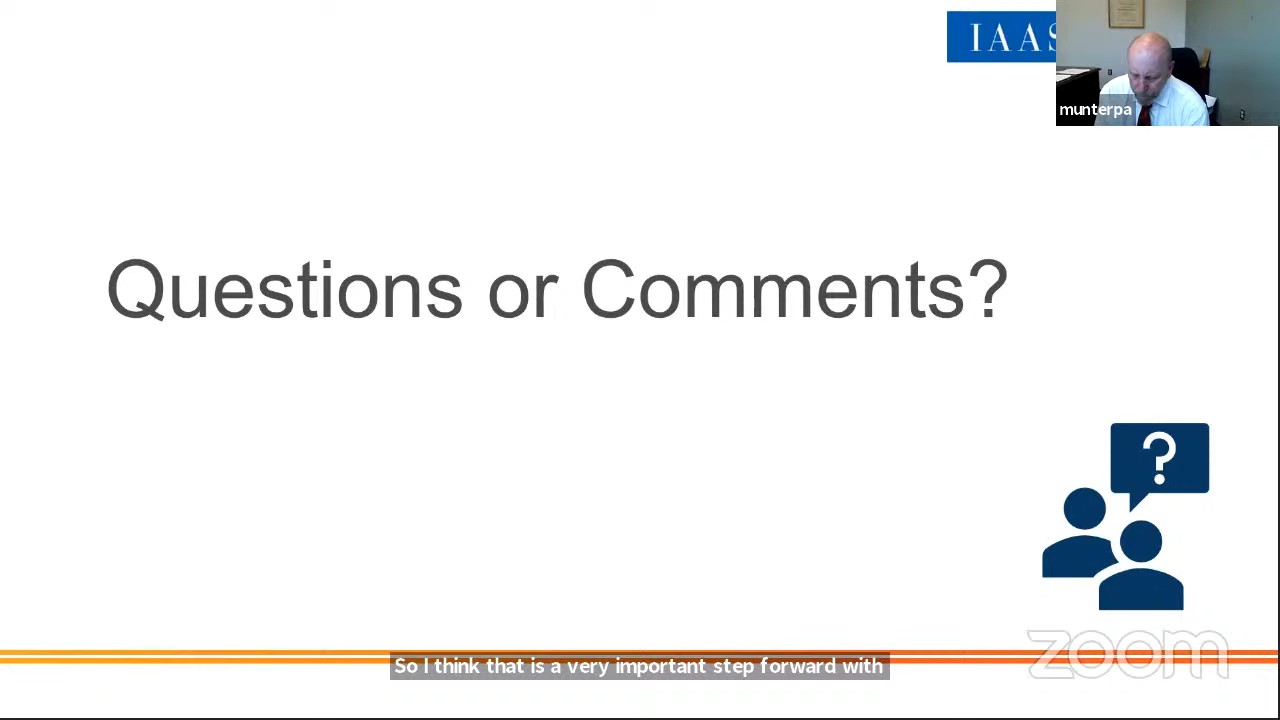 IAAS
munterpa
Questions or Comments?
?
zoom
So I think that is a very important step forward with